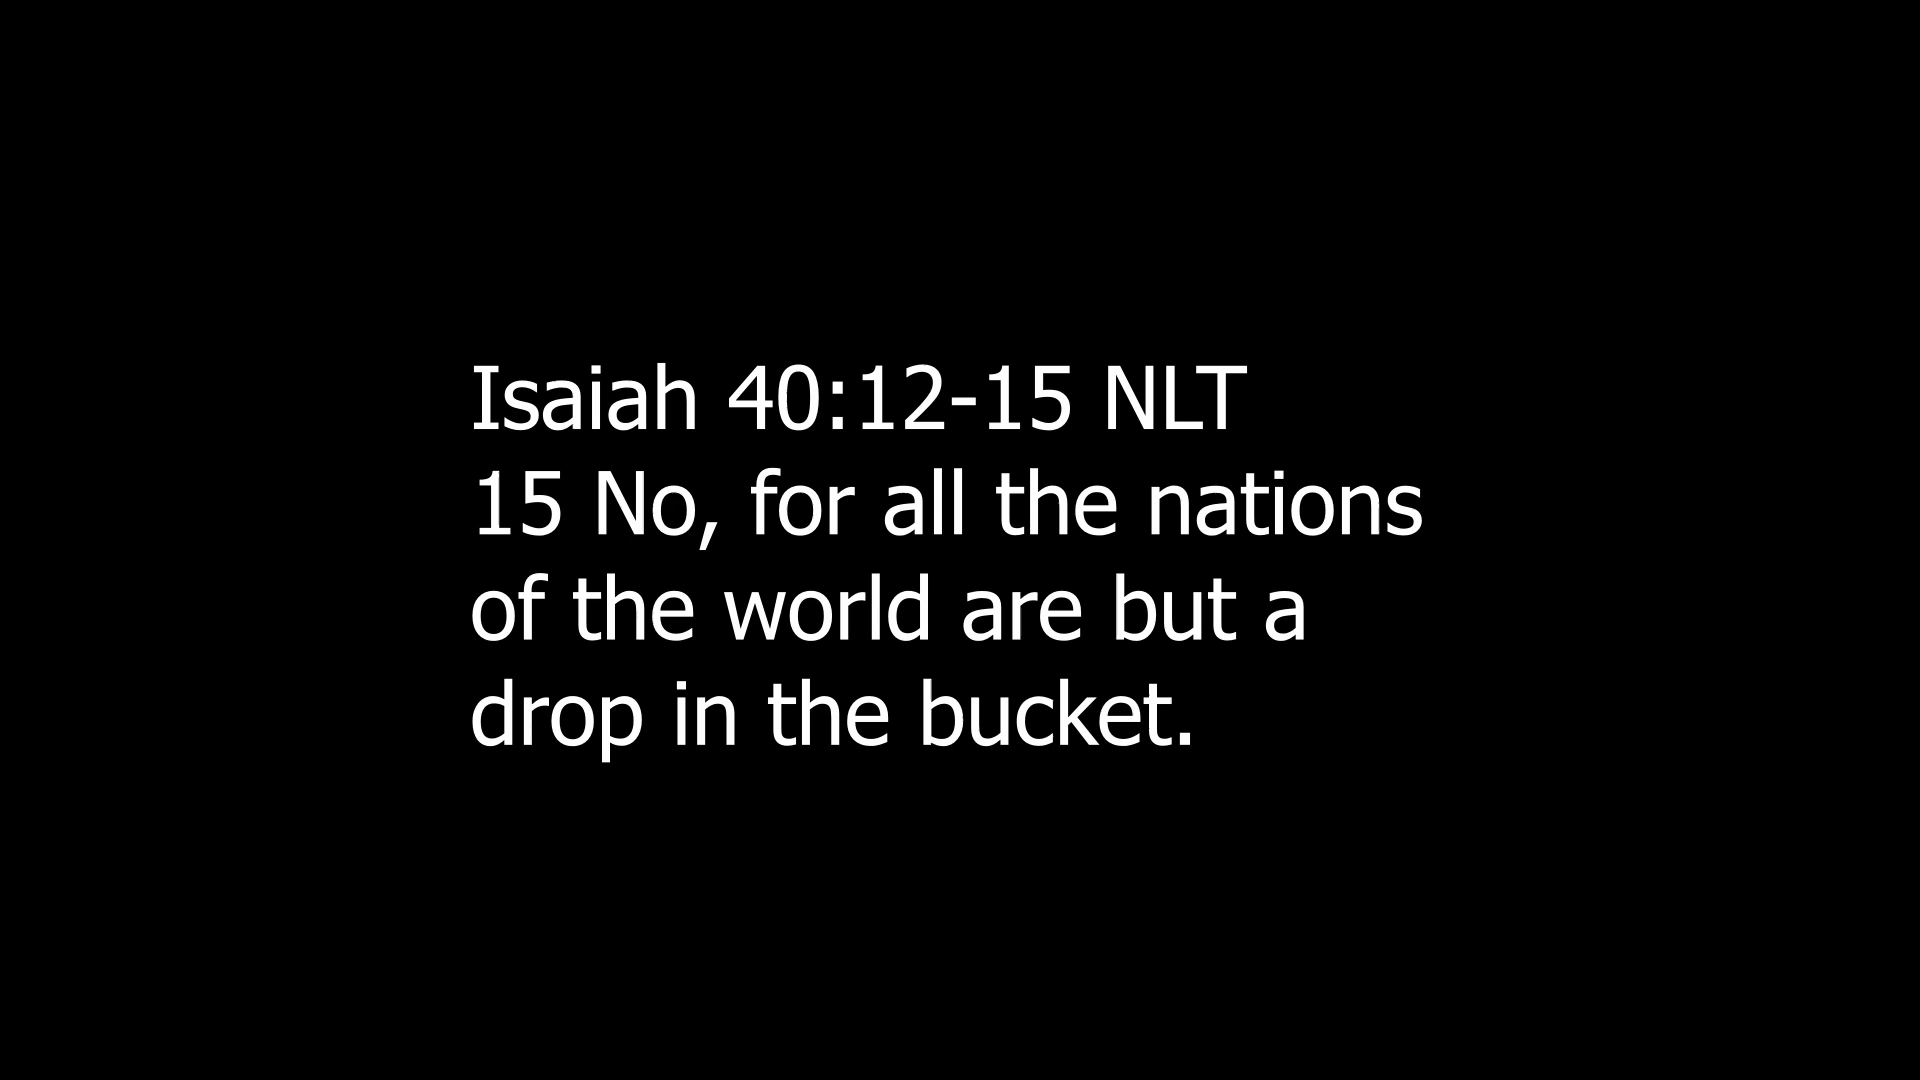 Isaiah 40:12-15 NLT
15 No, for all the nations
of the world are but a
drop in the bucket.